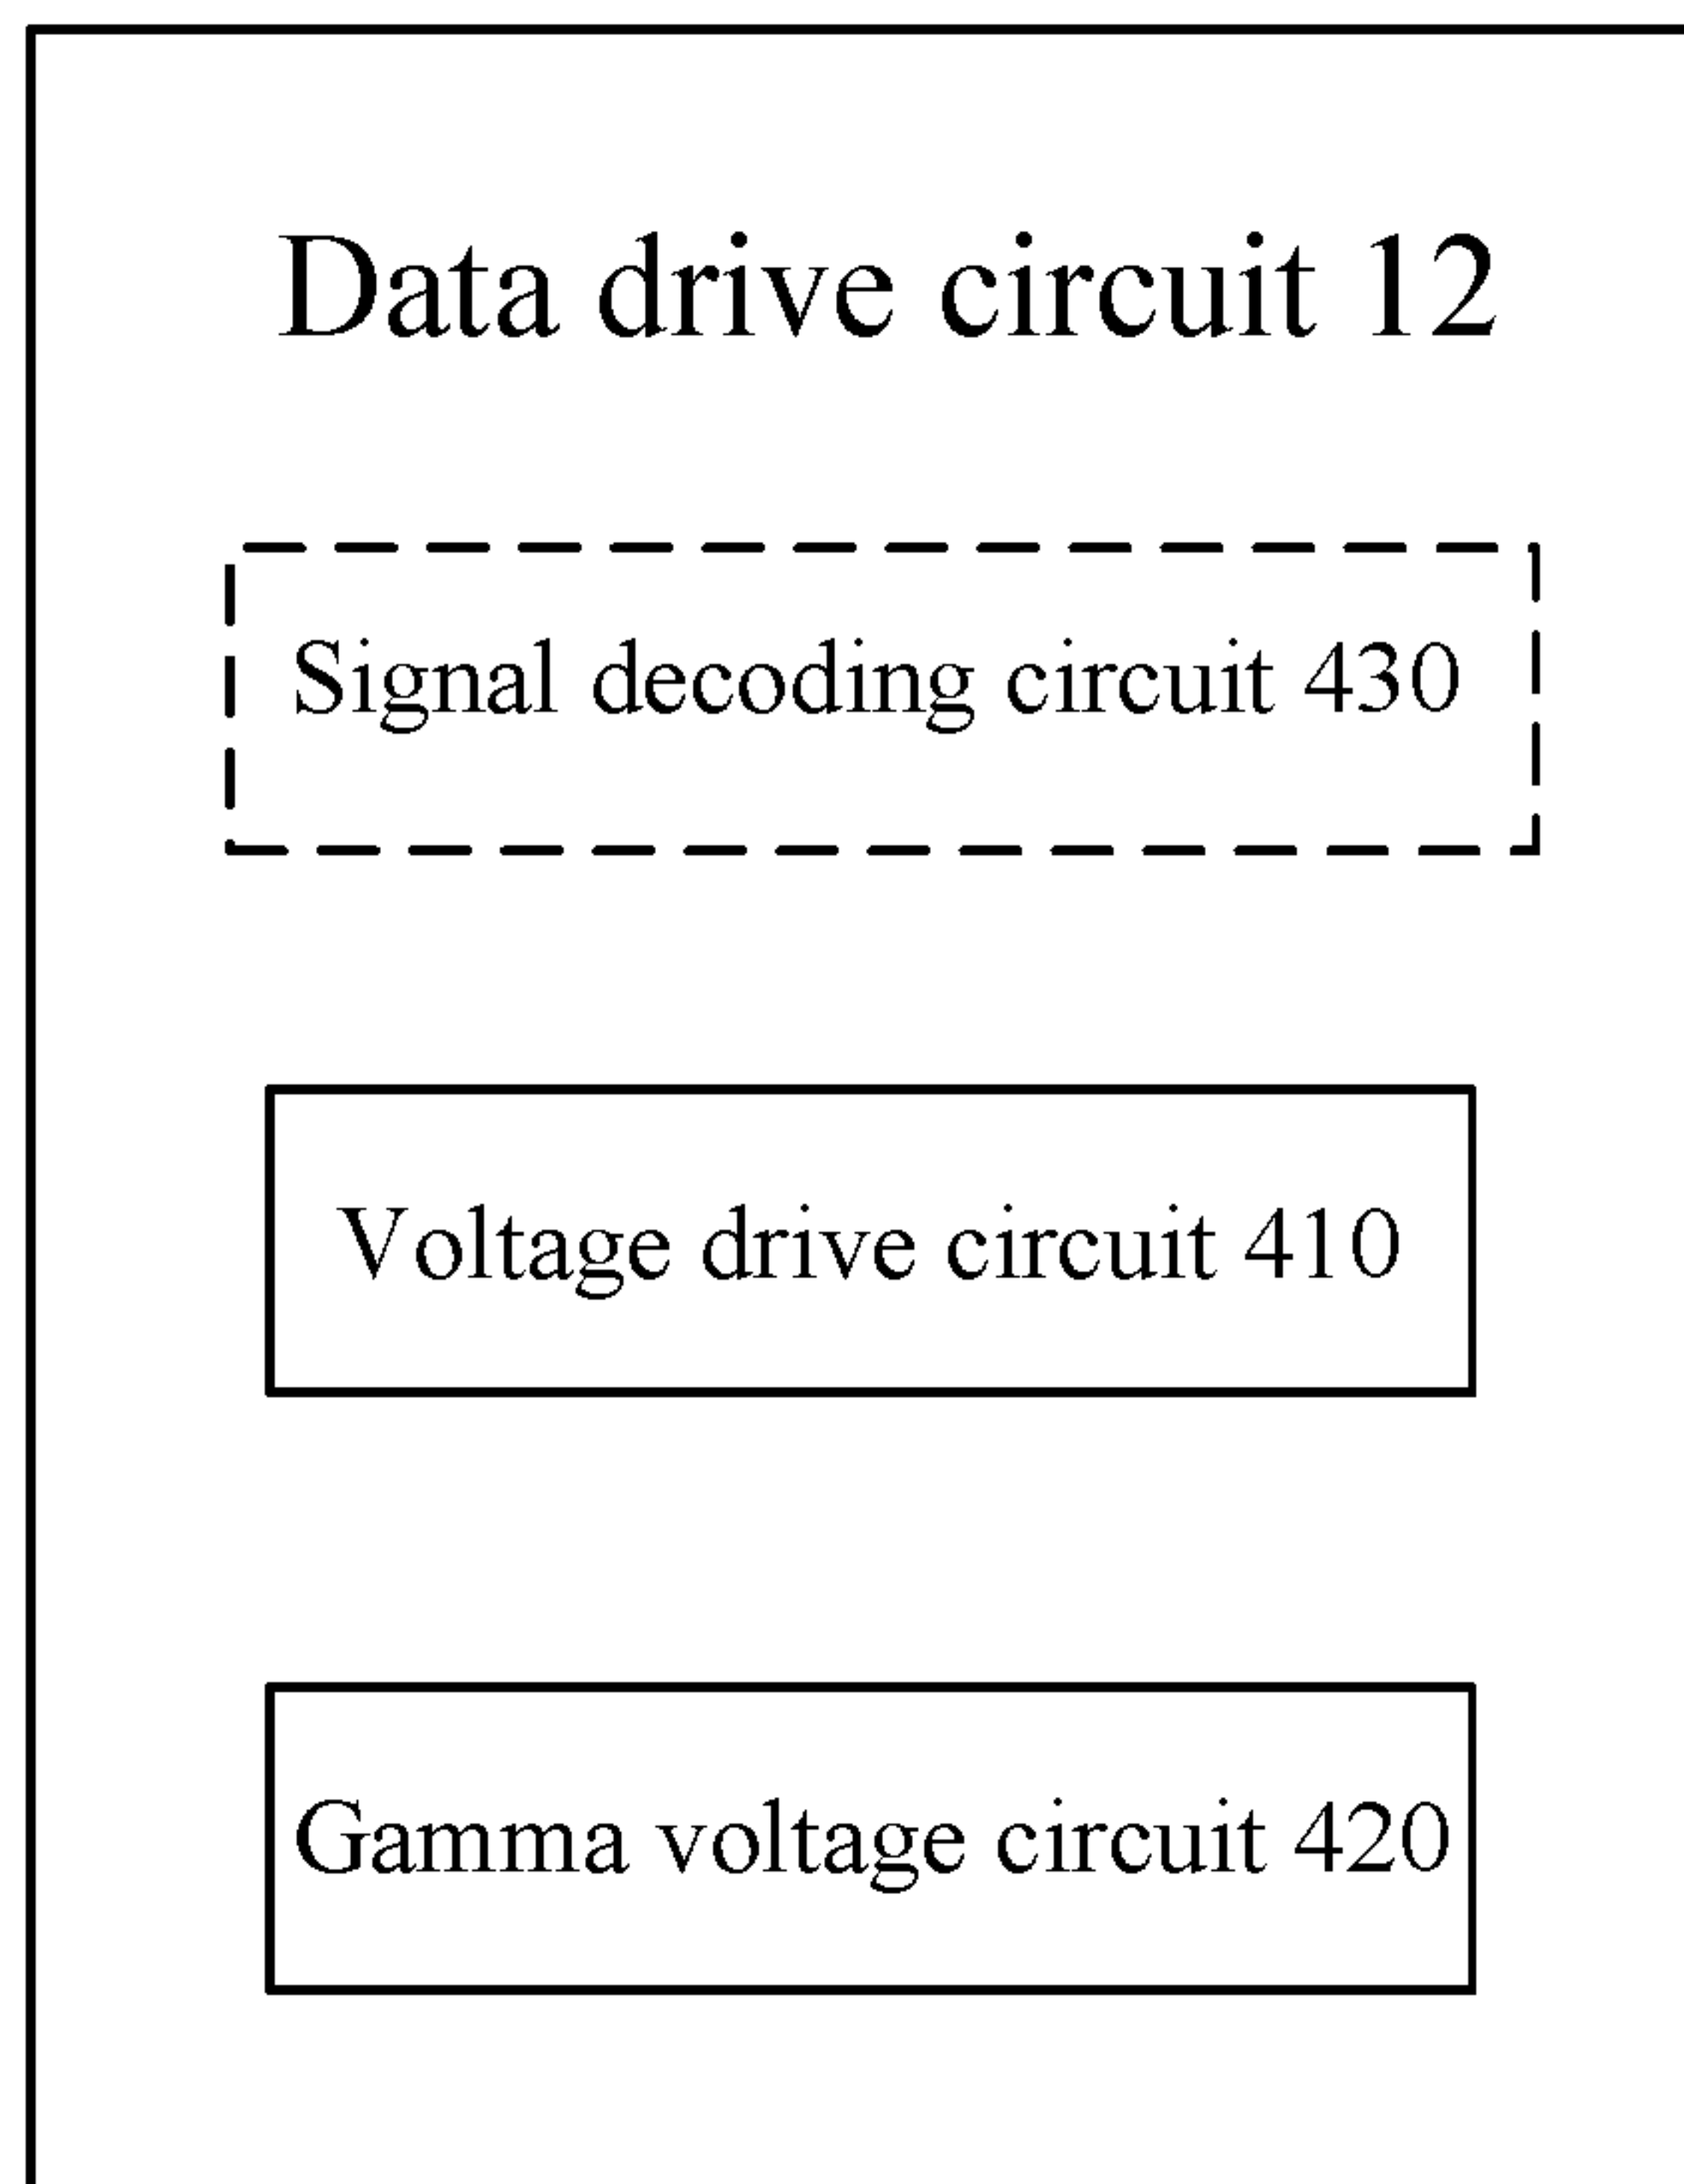 Data drive circuit 12
Signal decoding circuit 430
Voltage drive circuit 410
Gamma voltage circuit 420